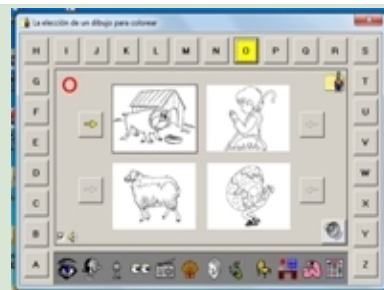 La elección de un dibujo para colorear
H I J K L M N O P Q R S
G O T
F U
E V
D W
C X
B Y
A Z